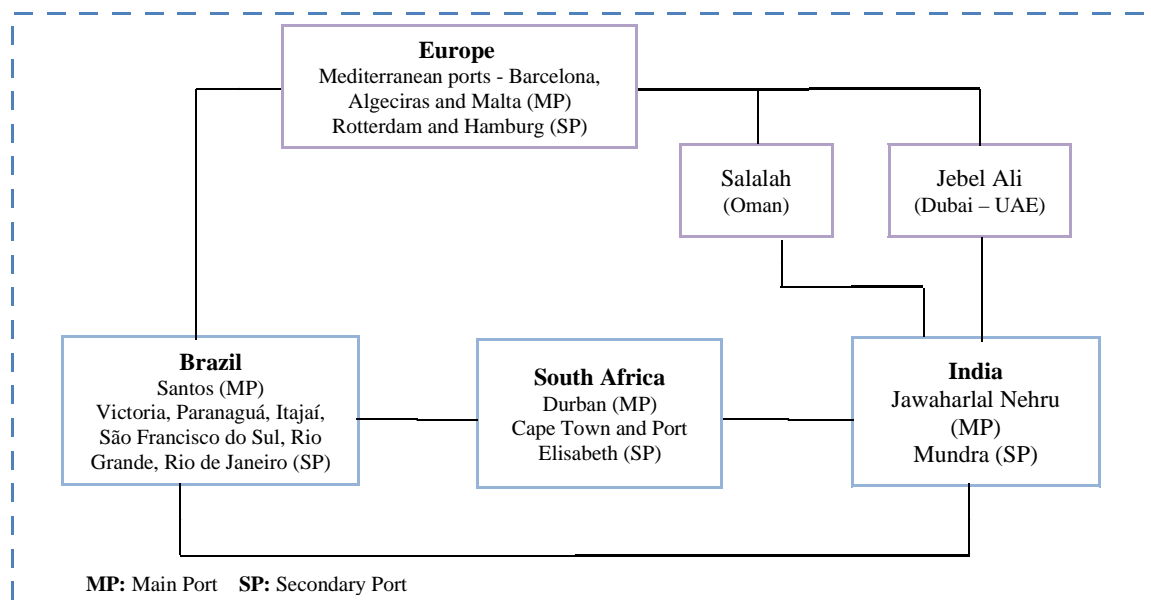 Europe
Mediterranean ports - Barcelona,
Algeciras and Malta (MP)
Rotterdam and Hamburg (SP)
Salalah
(Oman)
Jebel Ali
(Dubai – UAE)
Brazil
Santos (MP)
Victoria, Paranaguá, Itajaí,
São Francisco do Sul, Rio
Grande, Rio de Janeiro (SP)
South Africa
Durban (MP)
Cape Town and Port
Elisabeth (SP)
India
Jawaharlal Nehru
(MP)
Mundra (SP)
MP: Main Port SP: Secondary Port